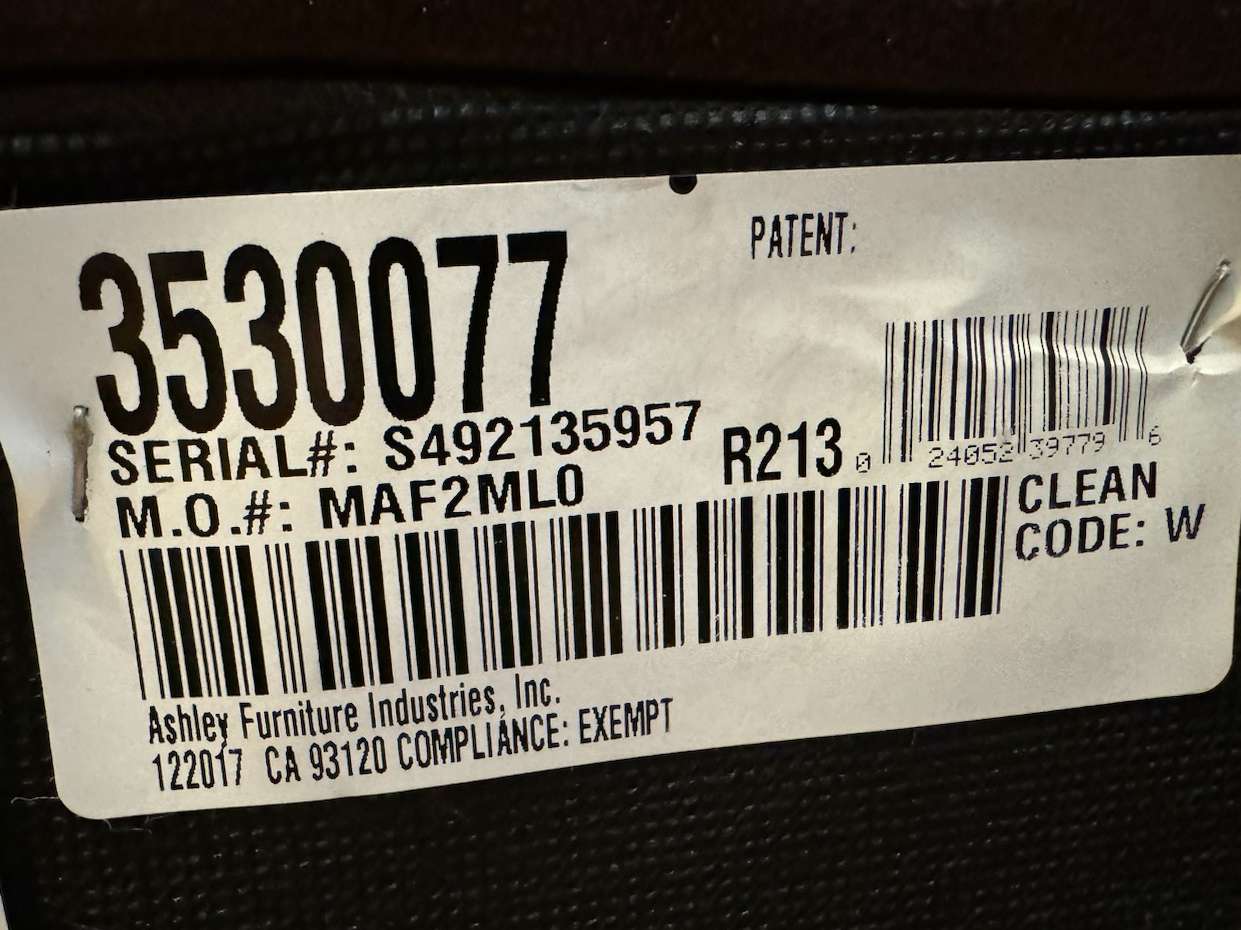 3530077
PATENT:
SERIAL#: S492135957
M.O.#: MAF2ML0
R213
0 24052 39779 6
CLEAN
CODE: W
Ashley Furniture Industries, Inc.
122017 CA 93120 COMPLIANCE: EXEMPT